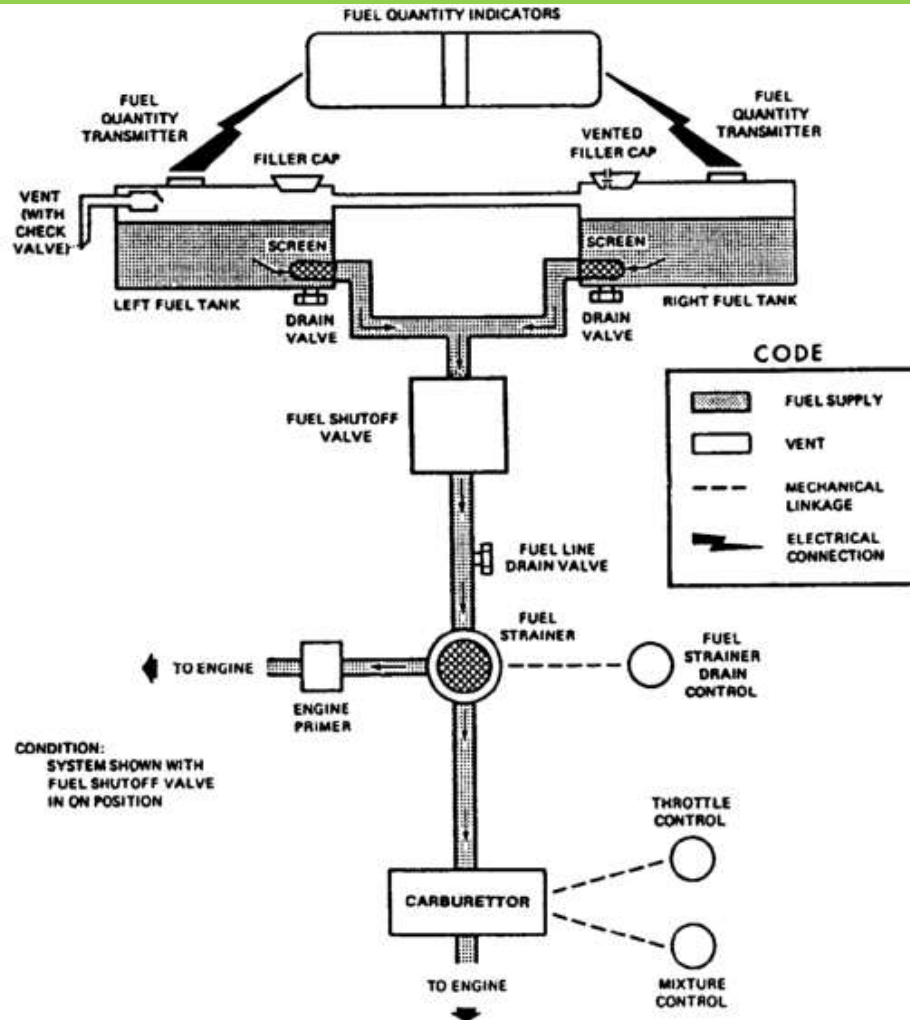 FUEL QUANTITY INDICATORS
FUEL
QUANTITY
TRANSMITTER
FUEL
QUANTITY
TRANSMITTER
FILLER CAP
VENTED
FILLER CAP
VENT
(WITH
CHECK
VALVE)
SCREEN
SCREEN
LEFT FUEL TANK
DRAIN
VALVE
DRAIN
VALVE
RIGHT FUEL TANK
CODE
FUEL SUPPLY
VENT
MECHANICAL
LINKAGE
ELECTRICAL
CONNECTION
FUEL SHUTOFF
VALVE
FUEL LINE
DRAIN VALVE
FUEL
STRAINER
TO ENGINE
ENGINE
PRIMER
FUEL
STRAINER
DRAIN
CONTROL
CONDITION:
SYSTEM SHOWN WITH
FUEL SHUTOFF VALVE
IN ON POSITION
THROTTLE
CONTROL
CARBURETTOR
TO ENGINE
MIXTURE
CONTROL